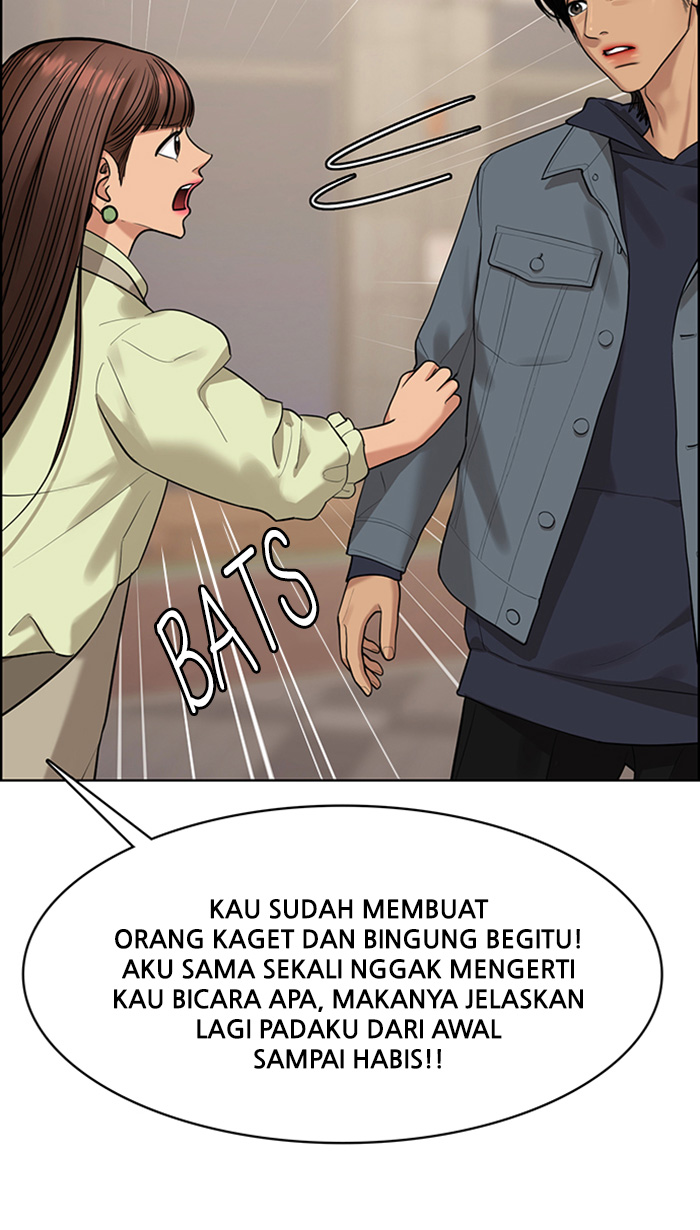 BATS
KAU SUDAH MEMBUAT
ORANG KAGET DAN BINGUNG BEGITU!
AKU SAMA SEKALI NGGAK MENGERTI
KAU BICARA APA, MAKANYA JELASKAN
LAGI PADAKU DARI AWAL
SAMPAI HABIS!!